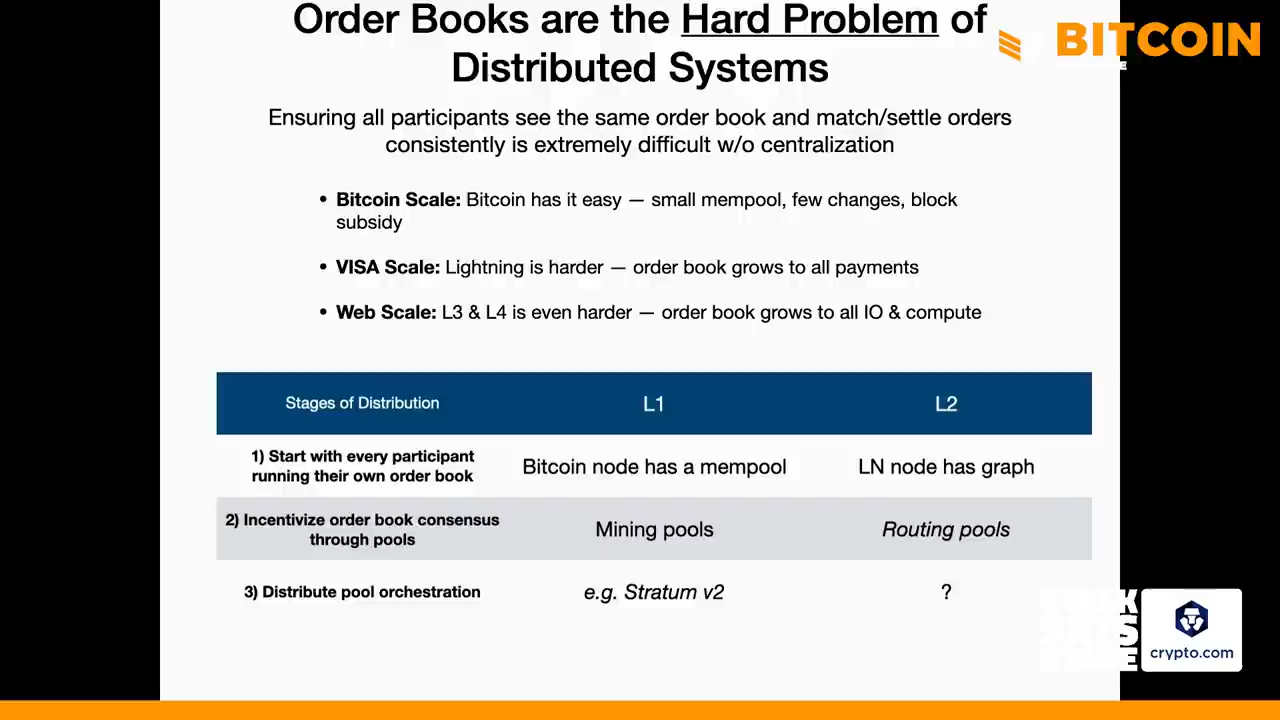 Order Books are the Hard Problem of
Distributed Systems
BITCOIN
Ensuring all participants see the same order book and match/settle orders
consistently is extremely difficult w/o centralization
• Bitcoin Scale: Bitcoin has it easy — small mempool, few changes, block
subsidy
• VISA Scale: Lightning is harder — order book grows to all payments
• Web Scale: L3 & L4 is even harder — order book grows to all IO & compute
Stages of Distribution L1 L2
1) Start with every participant
running their own order book
Bitcoin node has a mempool
LN node has graph
2) Incentivize order book consensus
through pools
Mining pools
Routing pools
3) Distribute pool orchestration
e.g. Stratum v2
?
crypto.com